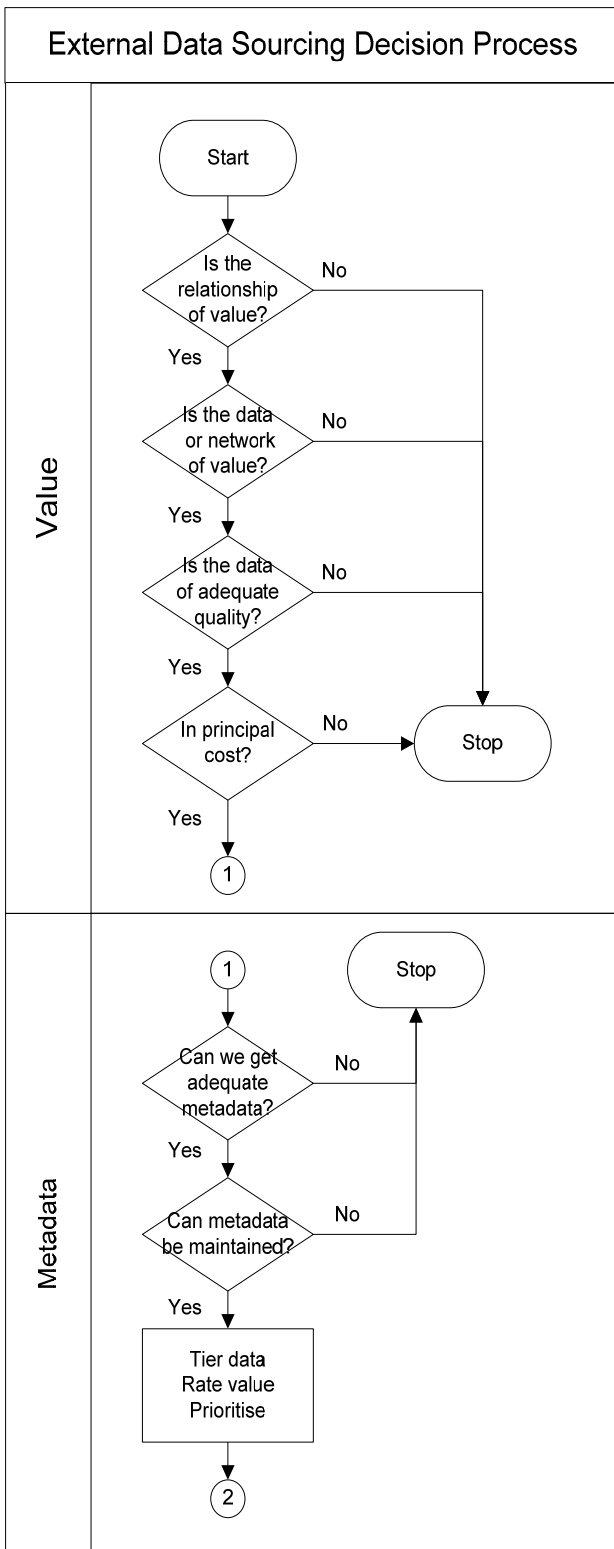 External Data Sourcing Decision Process
Value
Start
Is the
relationship
of value?
No
Yes
Is the data
or network
of value?
No
Yes
Is the data
of adequate
quality?
No
Yes
In principal
cost?
No
Stop
Yes
1
Metadata
1
Stop
Can we get
adequate
metadata?
No
Yes
Can metadata
be maintained?
No
Yes
Tier data
Rate value
Prioritise
2